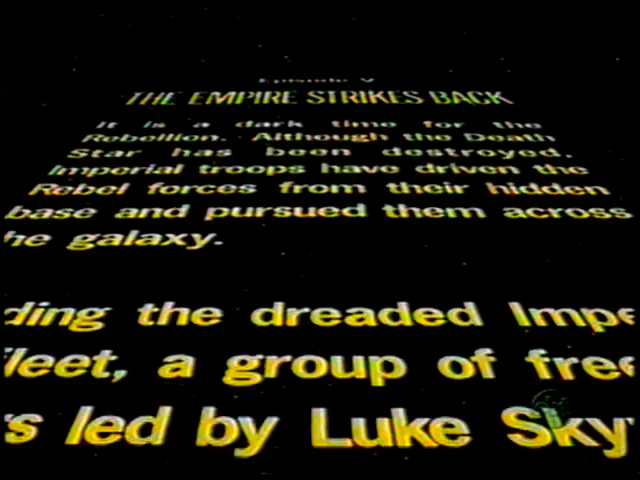 Episode V
THE EMPIRE STRIKES BACK
It is a dark time for the
Rebellion. Although the Death
Star has been destroyed,
Imperial troops have driven the
Rebel forces from their hidden
base and pursued them across
he galaxy.
ding the dreaded Impe
leet, a group of free
s led by Luke Sky